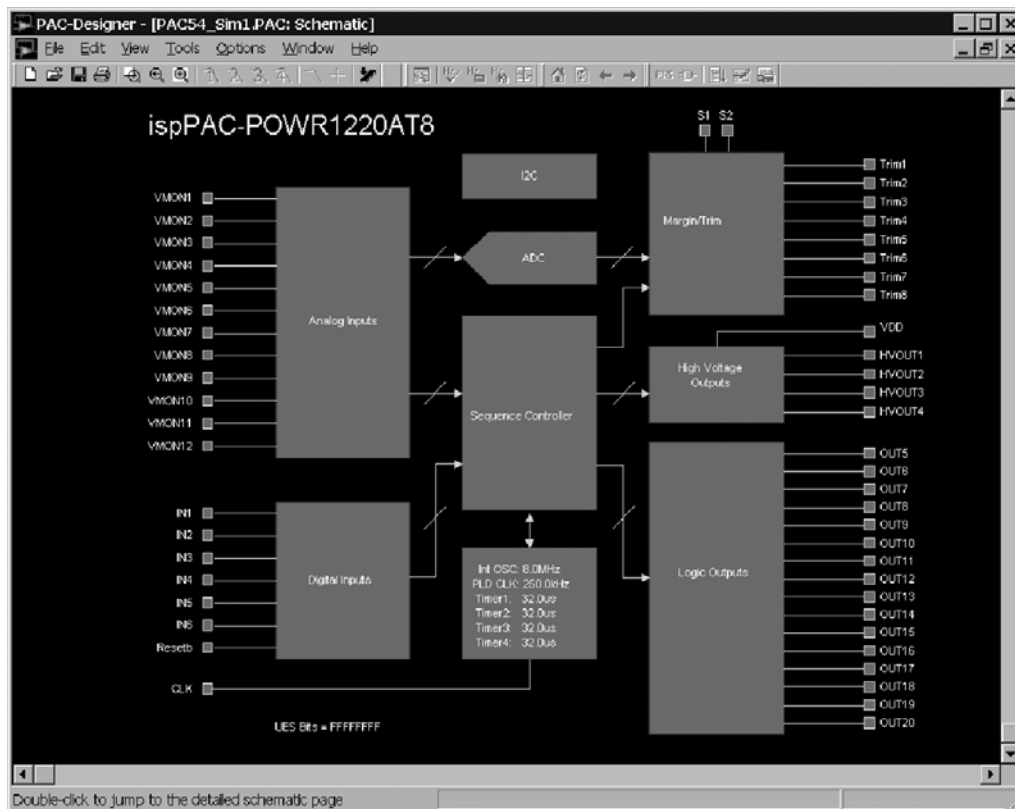 PAC-Designer - [PAC54_Sim1.PAC: Schematic]
File Edit View Tools Options Window Help
ispPAC-POWR1220AT8
S1 S2
I2C
ADC
Margin/Trim
Trim1
Trim2
Trim3
Trim4
Trim5
Trim6
Trim7
Trim8
VMON1
VMON2
VMON3
VMON4
VMON5
VMON6
VMON7
VMON8
VMON9
VMON10
VMON11
VMON12
Analog Inputs
Sequence Controller
VDD
High Voltage
Outputs
HVOUT1
HVOUT2
HVOUT3
HVOUT4
IN1
IN2
IN3
IN4
IN5
IN6
Resetb
CLK
Digital Inputs
Int OSC: 8.0MHz
PLD CLK: 250.0kHz
Timer1: 32.0us
Timer2: 32.0us
Timer3: 32.0us
Timer4: 32.0us
Logic Outputs
OUT5
OUT6
OUT7
OUT8
OUT9
OUT10
OUT11
OUT12
OUT13
OUT14
OUT15
OUT16
OUT17
OUT18
OUT19
OUT20
UES Bits = FFFFFFFF
Double-click to jump to the detailed schematic page